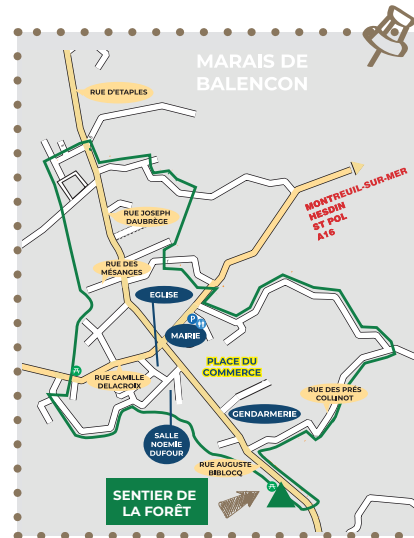 MARAIS DE
BALENCON
RUE D'ETAPLES
MONTREUIL-SUR-MER
HESDIN
ST POL
A16
RUE JOSEPH
DAUBRÈGE
RUE DES
MÉSANGES
EGLISE
P
MAIRIE
PLACE DU
COMMERCE
RUE CAMILLE
DELACROIX
RUE DES PRÈS
COLLINOT
GENDARMERIE
SALLE
NOEMIE
DUFOUR
RUE AUGUSTE
BIBLOCQ
SENTIER DE
LA FORÊT